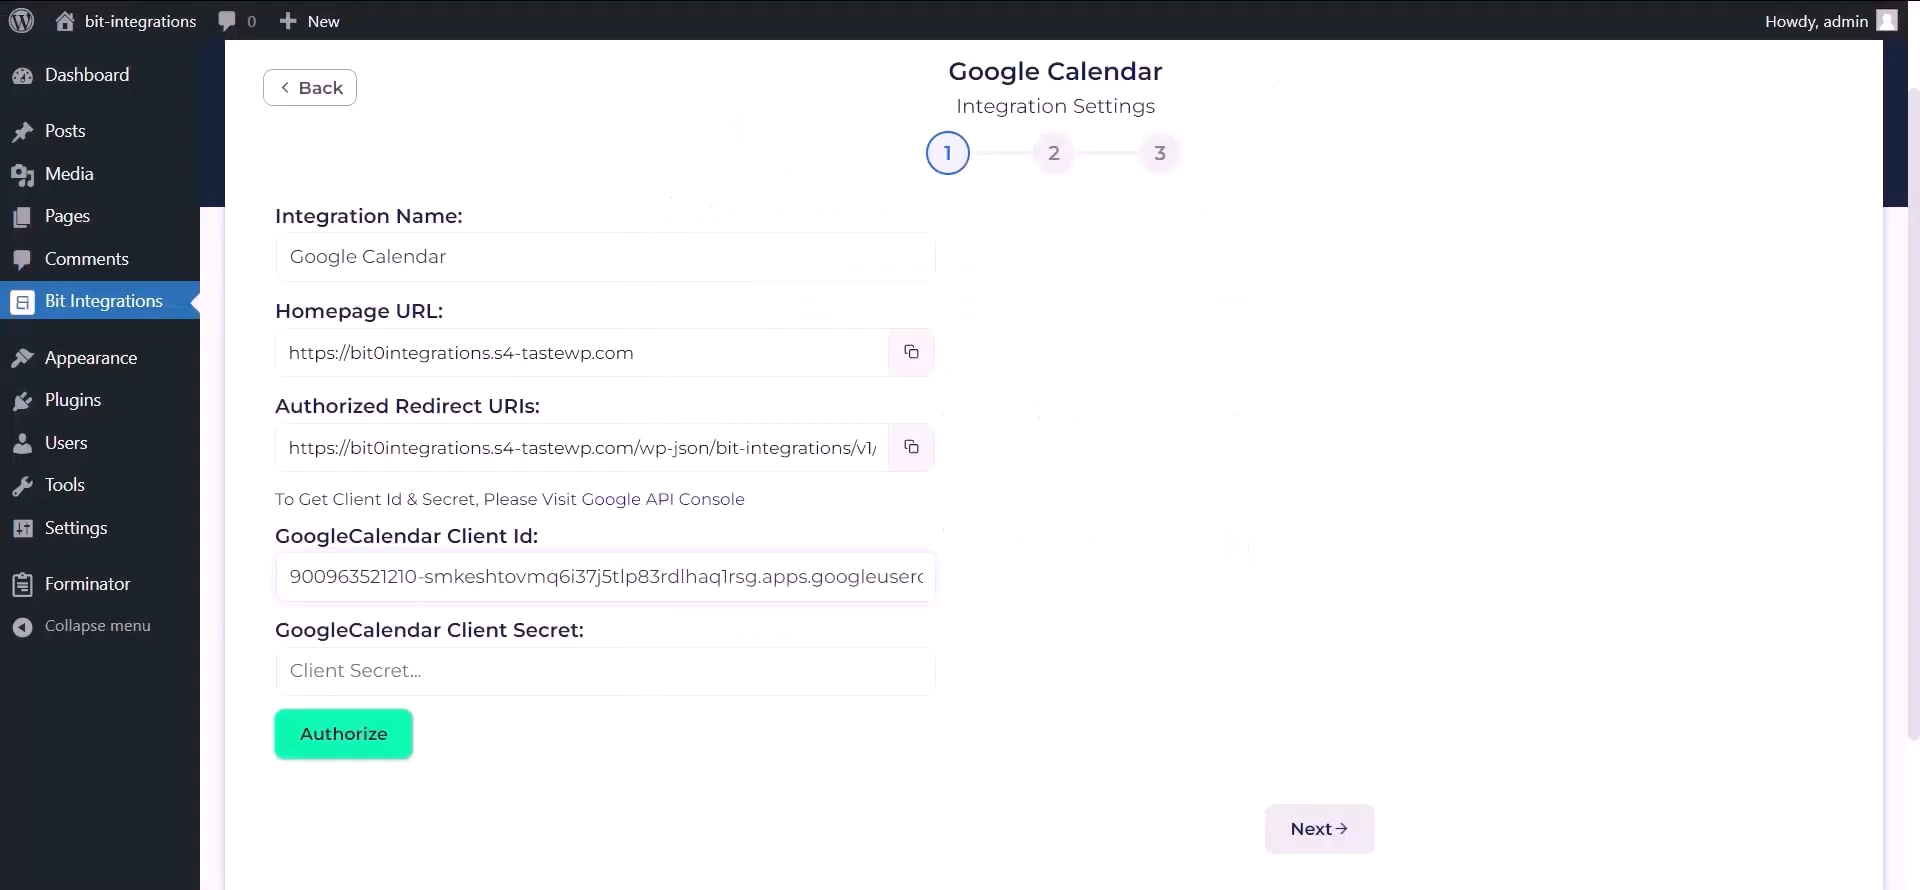 bit-integrations
0
New
Howdy, admin
Dashboard
Posts
Media
Pages
Comments
Bit Integrations
Appearance
Plugins
Users
Tools
Settings
Forminator
Collapse menu
Back
Google Calendar
Integration Settings
1
2
3
Integration Name:
Google Calendar
Homepage URL:
https://bit0integrations.s4-tastewp.com
Authorized Redirect URIs:
https://bit0integrations.s4-tastewp.com/wp-json/bit-integrations/v1/
To Get Client Id & Secret, Please Visit Google API Console
GoogleCalendar Client Id:
900963521210-smkeshtovmq6i37j5tlp83rdlhaq1rsg.apps.googleuserc
GoogleCalendar Client Secret:
Client Secret...
Authorize
Next